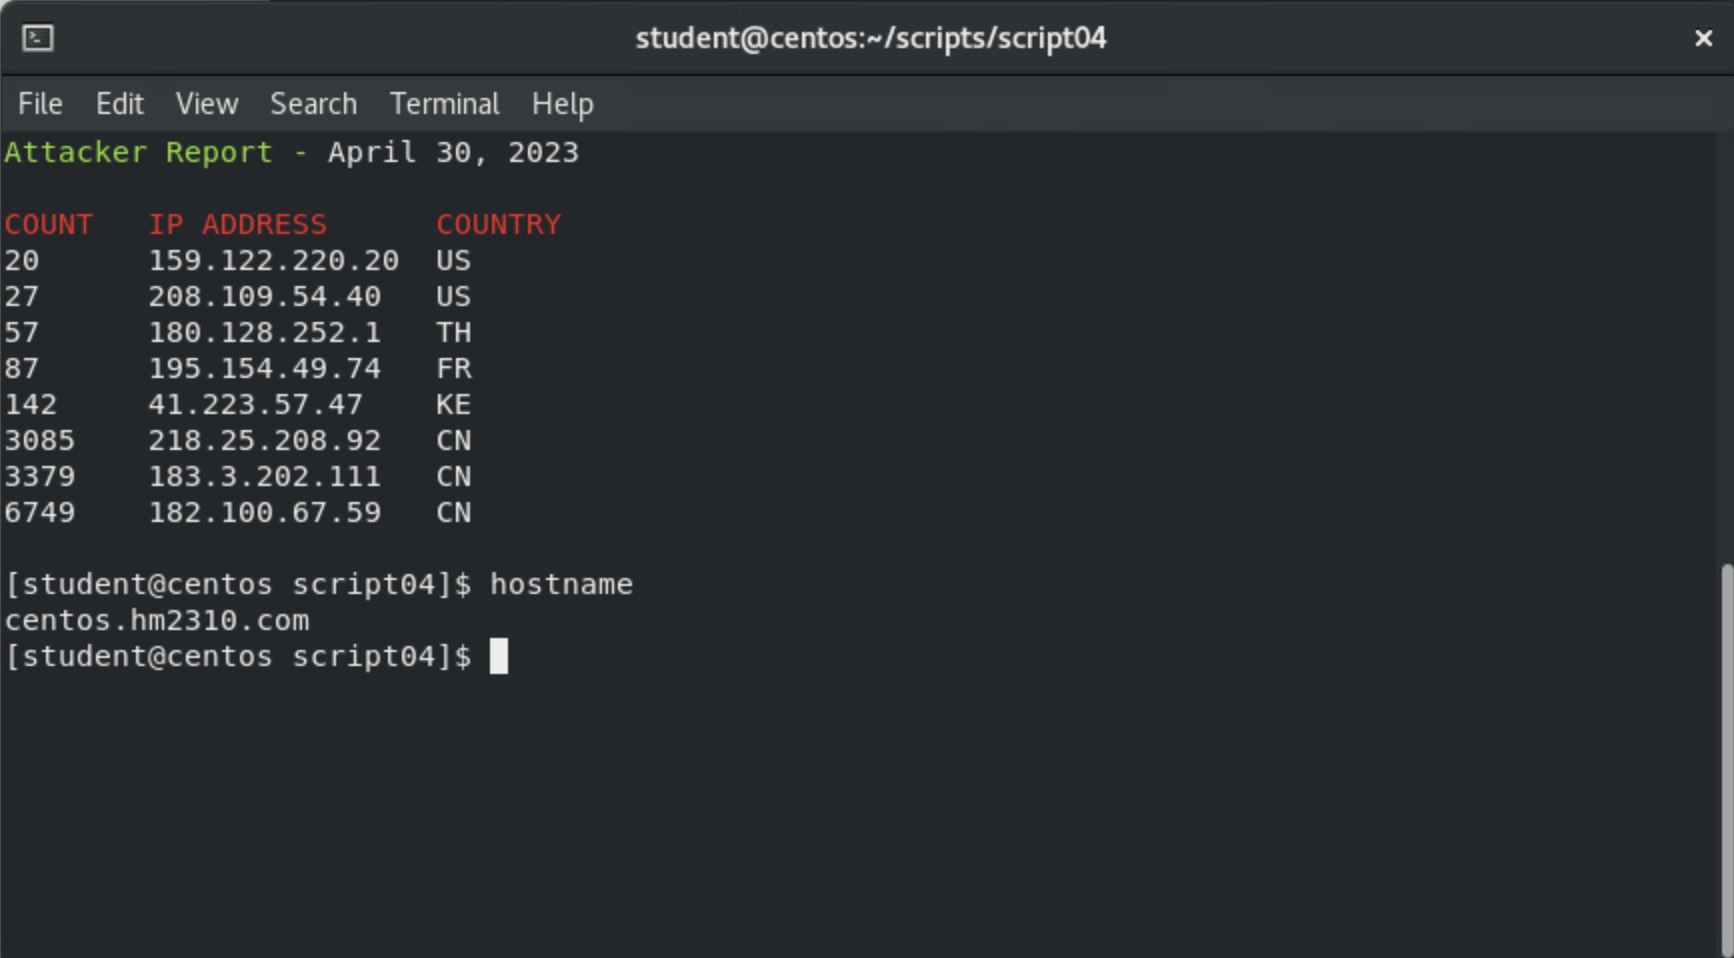 student@centos:~/scripts/script04 ×
File Edit View Search Terminal Help
Attacker Report - April 30, 2023
COUNT IP ADDRESS COUNTRY
20 159.122.220.20 US
27 208.109.54.40 US
57 180.128.252.1 TH
87 195.154.49.74 FR
142 41.223.57.47 KE
3085 218.25.208.92 CN
3379 183.3.202.111 CN
6749 182.100.67.59 CN
[student@centos script04]$ hostname
centos.hm2310.com
[student@centos script04]$